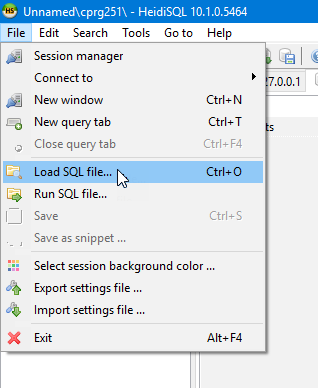 HS Unnamed\cprg251\ - HeidiSQL 10.1.0.5464
File Edit Search Tools Go to Help
Session manager
Connect to
New window Ctrl+N
New query tab Ctrl+T
Close query tab Ctrl+F4
27.0.0.1
ts
Load SQL file... Ctrl+O
Run SQL file...
Save Ctrl+S
Save as snippet ...
Select session background color ...
Export settings file ...
Import settings file ...
Exit Alt+F4